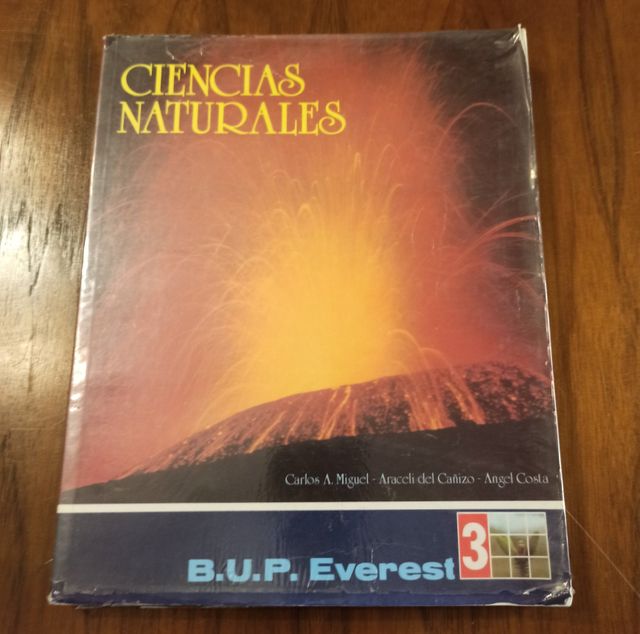 CIENCIAS
NATURALES
Carlos A. Miguel - Araceli del Cañizo - Angel Costa
B.U.P. Everest 3